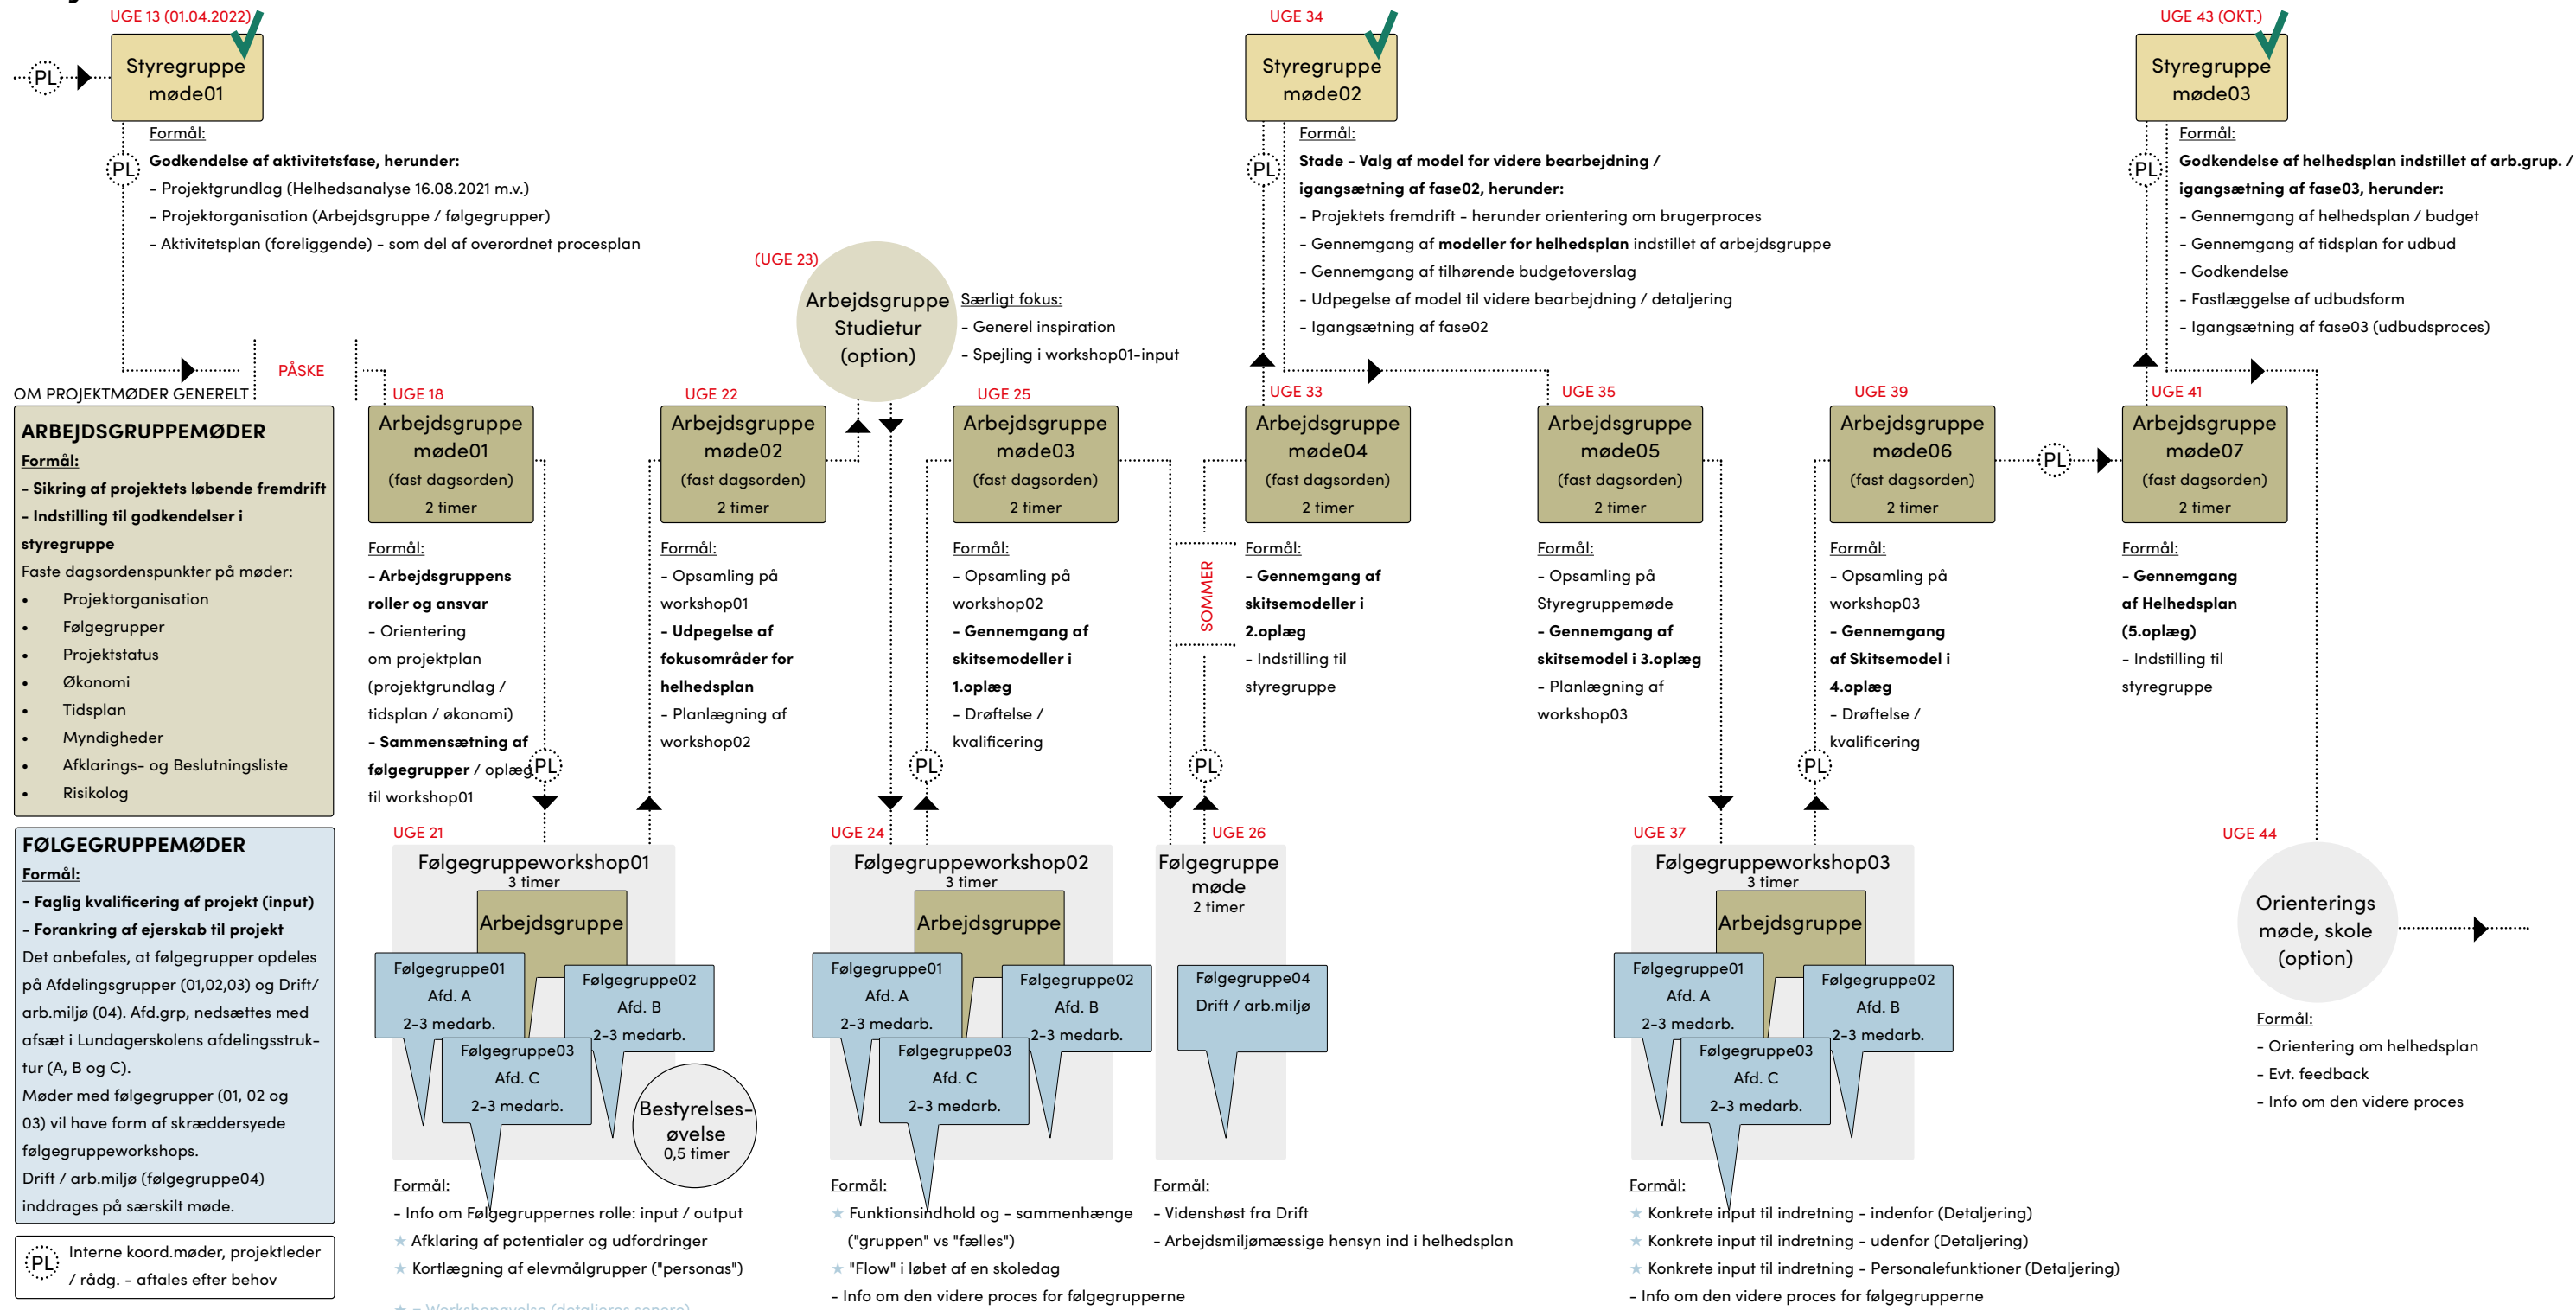 UGE 13 (01.04.2022)
PL
Styregruppe
møde01
PL
Formål:
Godkendelse af aktivitetsfase, herunder:
- Projektgrundlag (Helhedsanalyse 16.08.2021 m.v.)
- Projektorganisation (Arbejdsgruppe / følgegrupper)
- Aktivitetsplan (foreliggende) - som del af overordnet procesplan
UGE 34
Styregruppe
møde02
PL
Formål:
Stade - Valg af model for videre bearbejdning /
igangsætning af fase02, herunder:
- Projektets fremdrift - herunder orientering om brugerproces
- Gennemgang af modeller for helhedsplan indstillet af arbejdsgruppe
- Gennemgang af tilhørende budgetoverslag
- Udpegelse af model til videre bearbejdning / detaljering
- Igangsætning af fase02
UGE 43 (OKT.)
Styregruppe
møde03
PL
Formål:
Godkendelse af helhedsplan indstillet af arb.grup. /
igangsætning af fase03, herunder:
- Gennemgang af helhedsplan / budget
- Gennemgang af tidsplan for udbud
- Godkendelse
- Fastlæggelse af udbudsform
- Igangsætning af fase03 (udbudsproces)
(UGE 23)
Arbejdsgruppe
Studietur
(option)
Særligt fokus:
- Generel inspiration
- Spejling i workshop01-input
PÅSKE
OM PROJEKTMØDER GENERELT
ARBEJDSGRUPPEMØDER
Formål:
- Sikring af projektets løbende fremdrift
- Indstilling til godkendelser i
styregruppe
Faste dagsordenspunkter på møder:
• Projektorganisation
• Følgegrupper
• Projektstatus
• Økonomi
• Tidsplan
• Myndigheder
• Afklarings- og Beslutningsliste
• Risikolog
FØLGEGRUPPEMØDER
Formål:
- Faglig kvalificering af projekt (input)
- Forankring af ejerskab til projekt
Det anbefales, at følgegrupper opdeles
på Afdelingsgrupper (01,02,03) og Drift/
arb.miljø (04). Afd.grp, nedsættes med
afsæt i Lundagerskolens afdelingsstruk-
tur (A, B og C).
Møder med følgegrupper (01, 02 og
03) vil have form af skræddersyede
følgegruppeworkshops.
Drift / arb.miljø (følgegruppe04)
inddrages på særskilt møde.
PL
Interne koord.møder, projektleder
/ rådg. - aftales efter behov
UGE 18
Arbejdsgruppe
møde01
(fast dagsorden)
2 timer
Formål:
- Arbejdsgruppens
roller og ansvar
- Orientering
om projektplan
(projektgrundlag /
tidsplan / økonomi)
- Sammensætning af
følgegrupper / oplæg
til workshop01
PL
UGE 22
Arbejdsgruppe
møde02
(fast dagsorden)
2 timer
Formål:
- Opsamling på
workshop01
- Udpegelse af
fokusområder for
helhedsplan
- Planlægning af
workshop02
UGE 25
Arbejdsgruppe
møde03
(fast dagsorden)
2 timer
Formål:
- Opsamling på
workshop02
- Gennemgang af
skitsemodeller i
1.oplæg
- Drøftelse /
kvalificering
PL
SOMMER
PL
UGE 33
Arbejdsgruppe
møde04
(fast dagsorden)
2 timer
Formål:
- Gennemgang af
skitsemodeller i
2.oplæg
- Indstilling til
styregruppe
UGE 35
Arbejdsgruppe
møde05
(fast dagsorden)
2 timer
Formål:
- Opsamling på
Styregruppemøde
- Gennemgang af
skitsemodel i 3.oplæg
- Planlægning af
workshop03
UGE 39
Arbejdsgruppe
møde06
(fast dagsorden)
2 timer
Formål:
- Opsamling på
workshop03
- Gennemgang
af Skitsemodel i
4.oplæg
- Drøftelse /
kvalificering
PL
PL
UGE 41
Arbejdsgruppe
møde07
(fast dagsorden)
2 timer
Formål:
- Gennemgang
af Helhedsplan
(5.oplæg)
- Indstilling til
styregruppe
UGE 21
Følgegruppeworkshop01
3 timer
Arbejdsgruppe
Følgegruppe01
Afd. A
2-3 medarb.
Følgegruppe02
Afd. B
2-3 medarb.
Følgegruppe03
Afd. C
2-3 medarb.
Bestyrelses-
øvelse
0,5 timer
Formål:
- Info om Følgegruppernes rolle: input / output
★ Afklaring af potentialer og udfordringer
★ Kortlægning af elevmålgrupper ("personas")
★ = Workshopøvelse (detaljeres senere)
UGE 24
Følgegruppeworkshop02
3 timer
Arbejdsgruppe
Følgegruppe01
Afd. A
2-3 medarb.
Følgegruppe02
Afd. B
2-3 medarb.
Følgegruppe03
Afd. C
2-3 medarb.
Formål:
★ Funktionsindhold og - sammenhænge
("gruppen" vs "fælles")
★ "Flow" i løbet af en skoledag
- Info om den videre proces for følgegrupperne
UGE 26
Følgegruppe
møde
2 timer
Følgegruppe04
Drift / arb.miljø
Formål:
- Videnshøst fra Drift
- Arbejdsmiljømæssige hensyn ind i helhedsplan
UGE 37
Følgegruppeworkshop03
3 timer
Arbejdsgruppe
Følgegruppe01
Afd. A
2-3 medarb.
Følgegruppe02
Afd. B
2-3 medarb.
Følgegruppe03
Afd. C
2-3 medarb.
Formål:
★ Konkrete input til indretning - indenfor (Detaljering)
★ Konkrete input til indretning - udenfor (Detaljering)
★ Konkrete input til indretning - Personalefunktioner (Detaljering)
- Info om den videre proces for følgegrupperne
UGE 44
Orienterings
møde, skole
(option)
Formål:
- Orientering om helhedsplan
- Evt. feedback
- Info om den videre proces